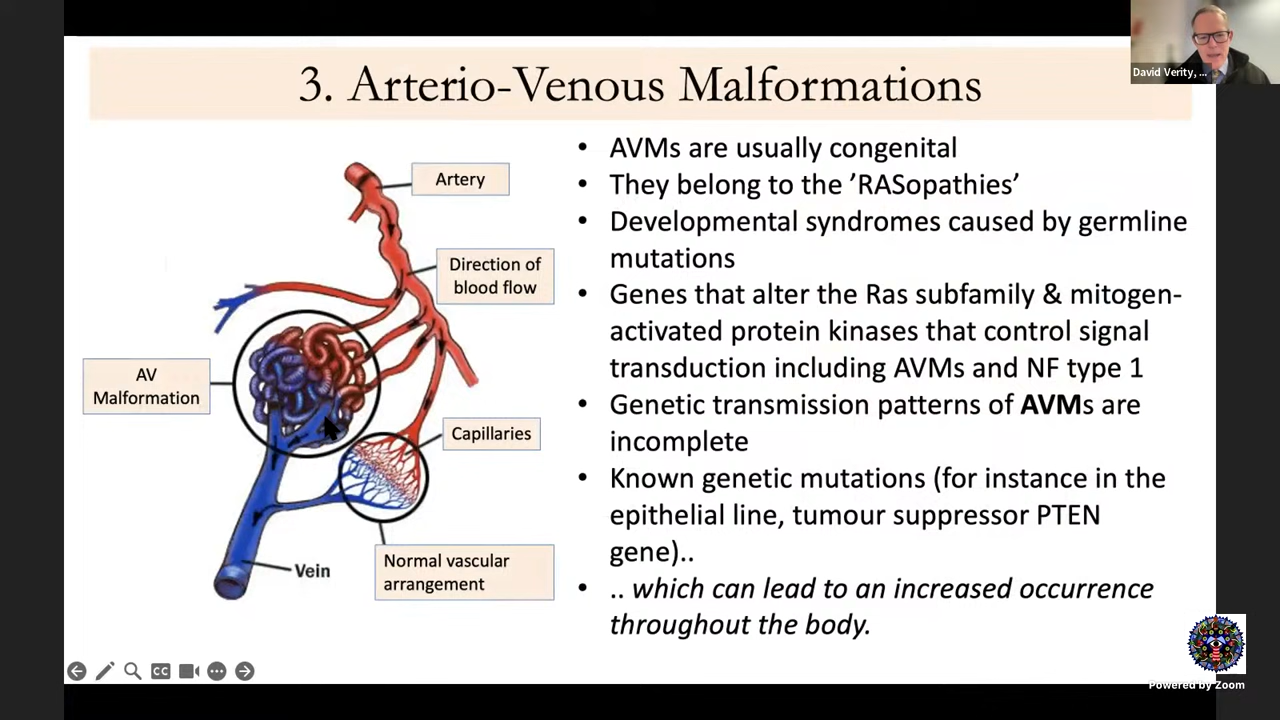 David Verity, ...
3. Arterio-Venous Malformations
Artery
Direction of
blood flow
AV
Malformation
Capillaries
Normal vascular
arrangement
Vein
• AVMs are usually congenital
• They belong to the ’RASopathies’
• Developmental syndromes caused by germline
mutations
• Genes that alter the Ras subfamily & mitogen-
activated protein kinases that control signal
transduction including AVMs and NF type 1
• Genetic transmission patterns of AVMs are
incomplete
• Known genetic mutations (for instance in the
epithelial line, tumour suppressor PTEN
gene)..
• .. which can lead to an increased occurrence
throughout the body.
CC
Powered by Zoom